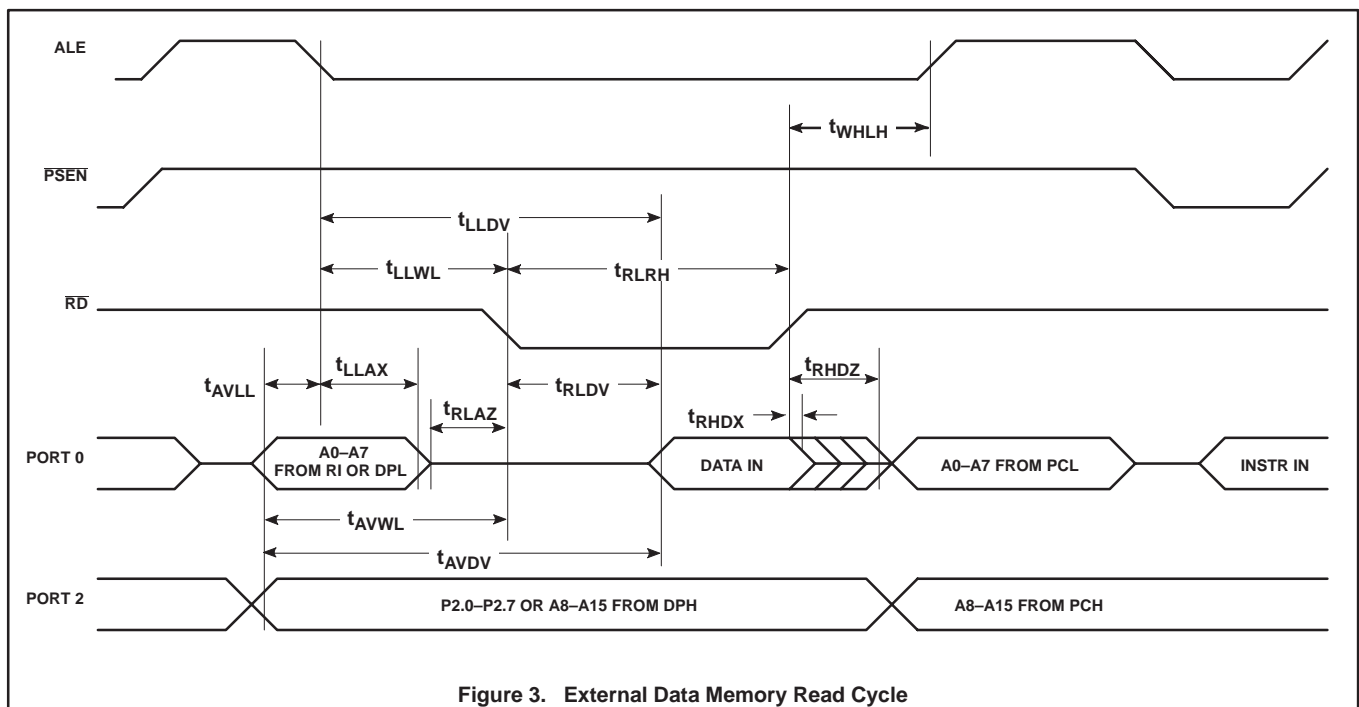 ALE
tWHLH
PSEN
tLLDV
tLLWL
tRLRH
RD
tAVLL
tLLAX
tRLAZ
tRLDV
tRHDZ
tRHDX
PORT 0
A0–A7
FROM RI OR DPL
DATA IN
A0–A7 FROM PCL
INSTR IN
tAVWL
tAVDV
PORT 2
P2.0–P2.7 OR A8–A15 FROM DPH
A8–A15 FROM PCH
Figure 3. External Data Memory Read Cycle